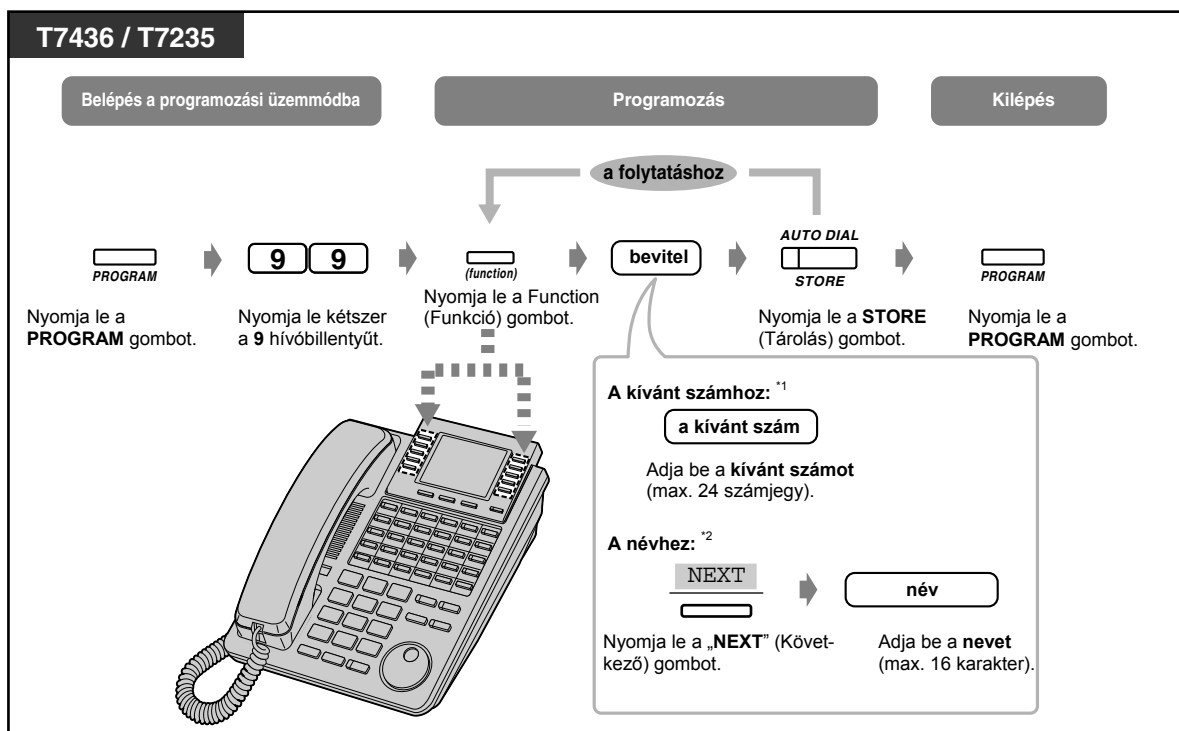 T7436 / T7235
Belépés a programozási üzemmódba
Programozás
Kilépés
a folytatáshoz
PROGRAM
9 9
(function)
bevitel
AUTO DIAL
STORE
PROGRAM
Nyomja le a
PROGRAM gombot.
Nyomja le kétszer
a 9 hívóbillentyűt.
Nyomja le a Function
(Funkció) gombot.
Nyomja le a STORE
(Tárolás) gombot.
Nyomja le a
PROGRAM gombot.
A kívánt számhoz: *1
a kívánt szám
Adja be a kívánt számot
(max. 24 számjegy).
A névhez: *2
NEXT
név
Nyomja le a „NEXT” (Követ-
kező) gombot.
Adja be a nevet
(max. 16 karakter).